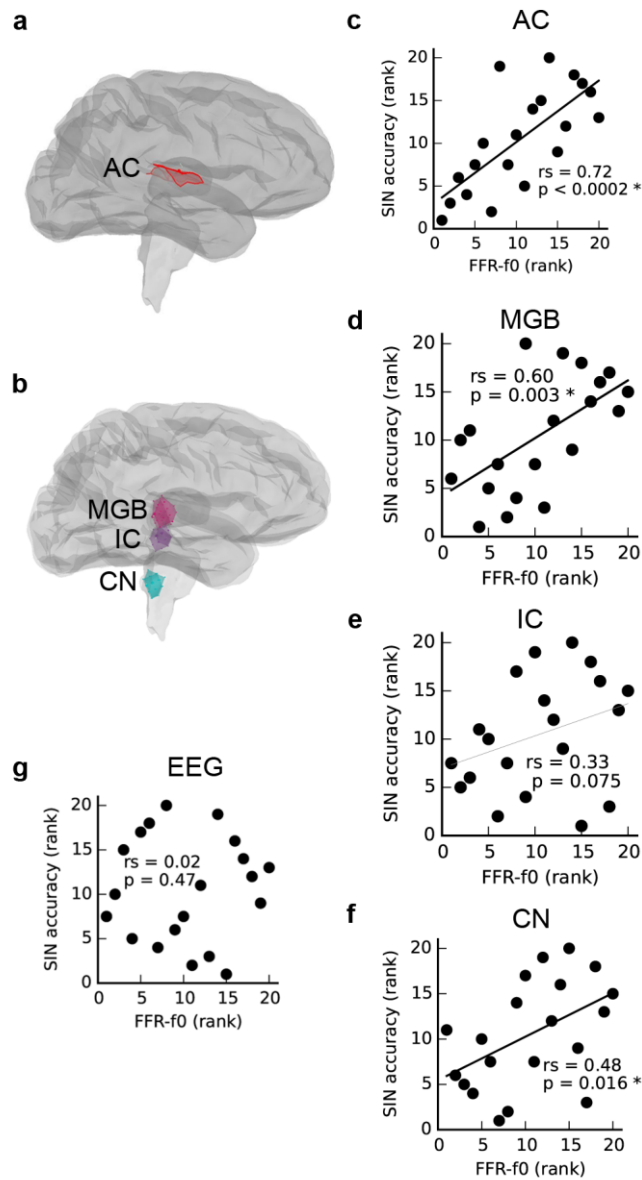 a
AC
b
MGB
IC
CN
c
AC
SIN accuracy (rank)
20
15
10
5
0
rs = 0.72
p < 0.0002 *
0 5 10 15 20
FFR-f0 (rank)
d
MGB
SIN accuracy (rank)
20
15
10
5
0
rs = 0.60
p = 0.003 *
0 5 10 15 20
FFR-f0 (rank)
e
IC
SIN accuracy (rank)
20
15
10
5
0
rs = 0.33
p = 0.075
0 5 10 15 20
FFR-f0 (rank)
g
EEG
SIN accuracy (rank)
20
15
10
5
0
rs = 0.02
p = 0.47
0 5 10 15 20
FFR-f0 (rank)
f
CN
SIN accuracy (rank)
20
15
10
5
0
rs = 0.48
p = 0.016 *
0 5 10 15 20
FFR-f0 (rank)